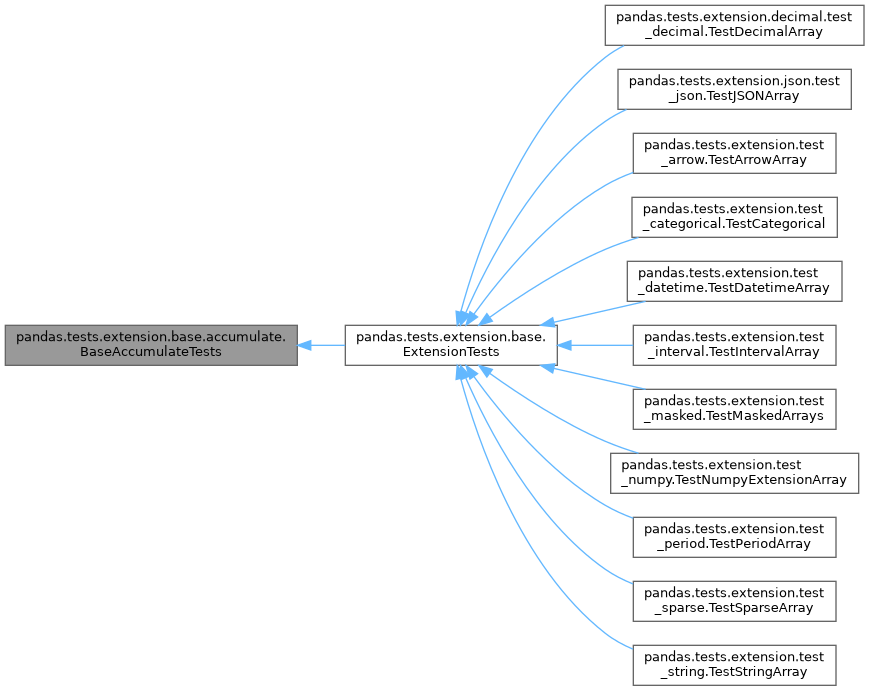 pandas.tests.extension.base.accumulate.
BaseAccumulateTests
pandas.tests.extension.base.
ExtensionTests
pandas.tests.extension.decimal.test
_decimal.TestDecimalArray
pandas.tests.extension.json.test
_json.TestJSONArray
pandas.tests.extension.test
_arrow.TestArrowArray
pandas.tests.extension.test
_categorical.TestCategorical
pandas.tests.extension.test
_datetime.TestDatetimeArray
pandas.tests.extension.test
_interval.TestIntervalArray
pandas.tests.extension.test
_masked.TestMaskedArrays
pandas.tests.extension.test
_numpy.TestNumpyExtensionArray
pandas.tests.extension.test
_period.TestPeriodArray
pandas.tests.extension.test
_sparse.TestSparseArray
pandas.tests.extension.test
_string.TestStringArray